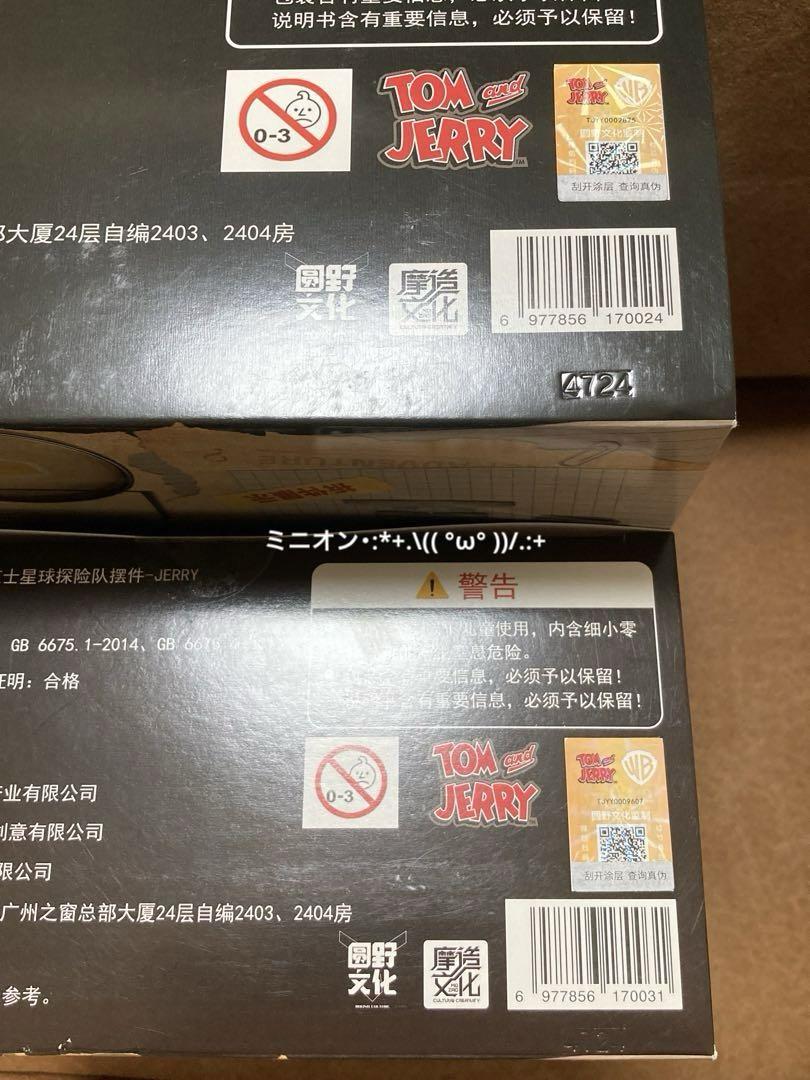 说明书含有重要信息，必须予以保留！
0-3
TOM and JERRY™
TOM and JERRY
TJYY0002875
圆野文化监制
刮开涂层 查询真伪
大厦24层自编2403、2404房
圆野文化
摩造文化
CULTURE CREATIVITY
6 977856 170024
4724
ADVENTURE
ミニオン･:*+.\(( °ω° ))/.:+
士星球探险队摆件-JERRY
警告
使用，内含细小零
危险。
GB 6675.1-2014、GB
信息，必须予以保留！
证明：合格
有重要信息，必须予以保留！
0-3
TOM and JERRY
TOM and JERRY
TJYY0009607
圆野文化监制
业有限公司
创意有限公司
刮开涂层 查询真伪
限公司
广州之窗总部大厦24层自编2403、2404房
圆野文化
摩造文化
CULTURE CREATIVITY
参考。
6 977856 170031